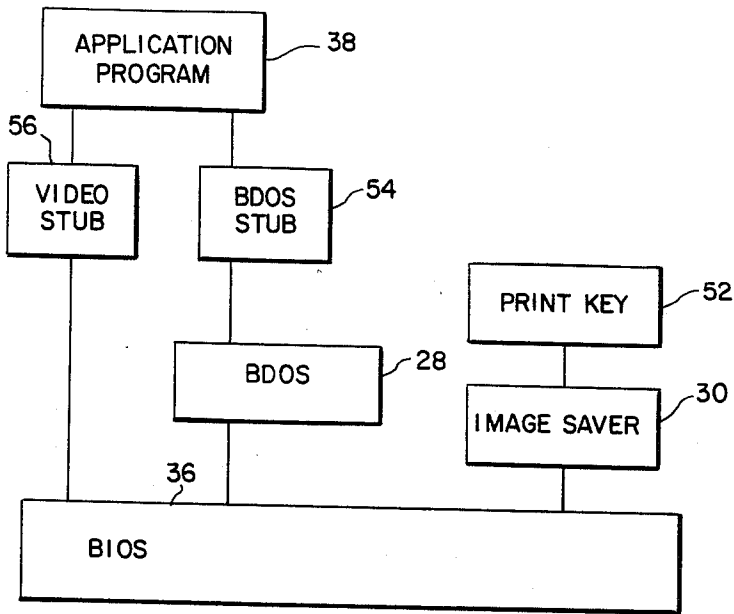 APPLICATION
PROGRAM
38
56
VIDEO
STUB
BDOS
STUB
54
PRINT KEY
52
BDOS
28
IMAGE SAVER
30
36
BIOS